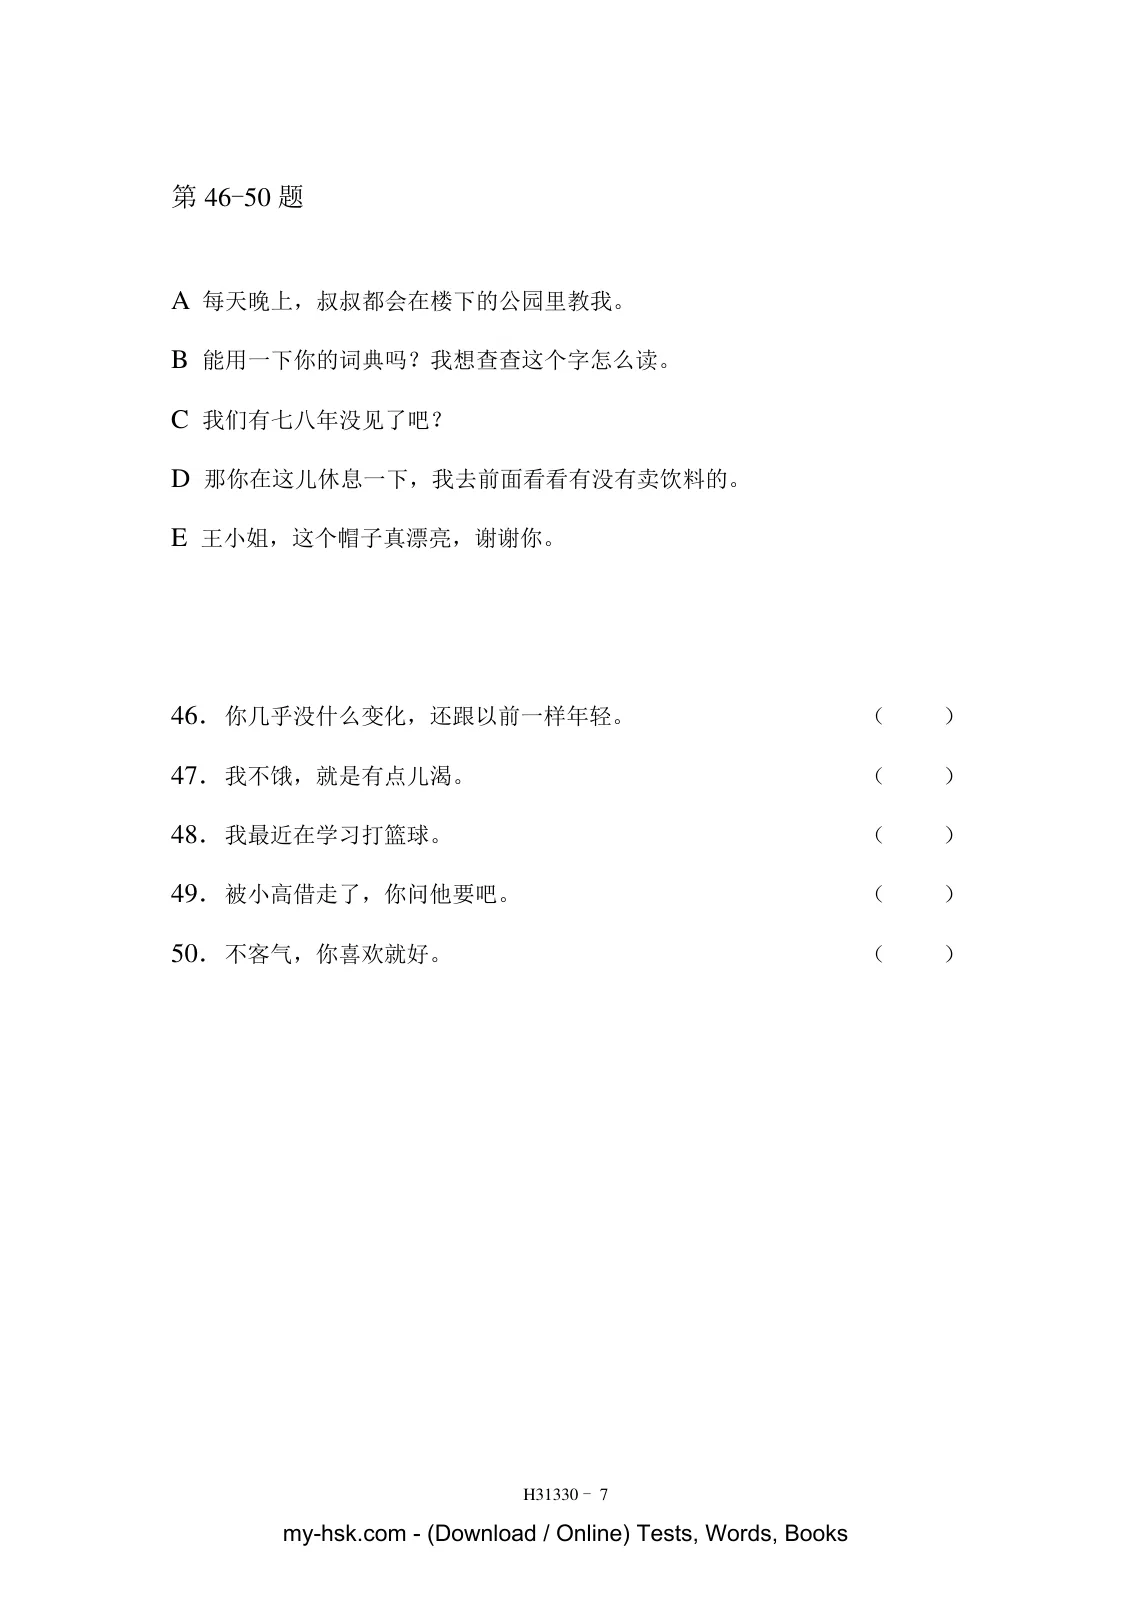 第 46-50 题
A 每天晚上，叔叔都会在楼下的公园里教我。
B 能用一下你的词典吗？我想查查这个字怎么读。
C 我们有七八年没见了吧？
D 那你在这儿休息一下，我去前面看看有没有卖饮料的。
E 王小姐，这个帽子真漂亮，谢谢你。
46．你几乎没什么变化，还跟以前一样年轻。 （ ）
47．我不饿，就是有点儿渴。 （ ）
48．我最近在学习打篮球。 （ ）
49．被小高借走了，你问他要吧。 （ ）
50．不客气，你喜欢就好。 （ ）
H31330 - 7
my-hsk.com - (Download / Online) Tests, Words, Books